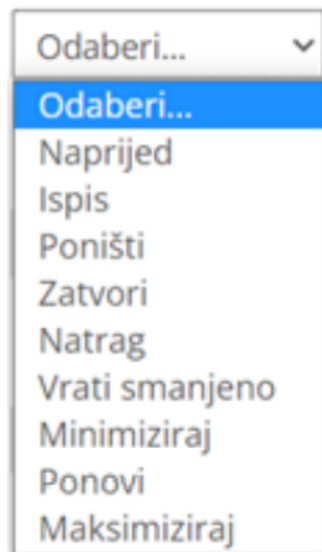 Odaberi...
Odaberi...
Naprijed
Ispis
Poništi
Zatvori
Natrag
Vrati smanjeno
Minimiziraj
Ponovi
Maksimiziraj